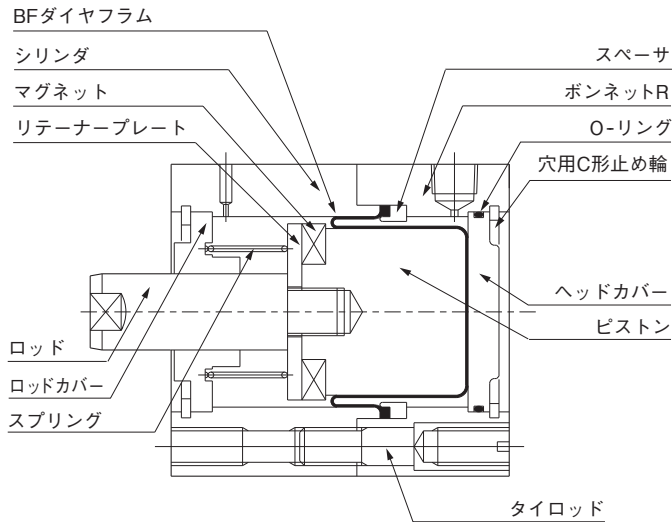 BFダイヤフラム
シリンダ
マグネット
リテーナープレート
スペーサ
ボンネットR
O-リング
穴用C形止め輪
ヘッドカバー
ピストン
ロッド
ロッドカバー
スプリング
タイロッド